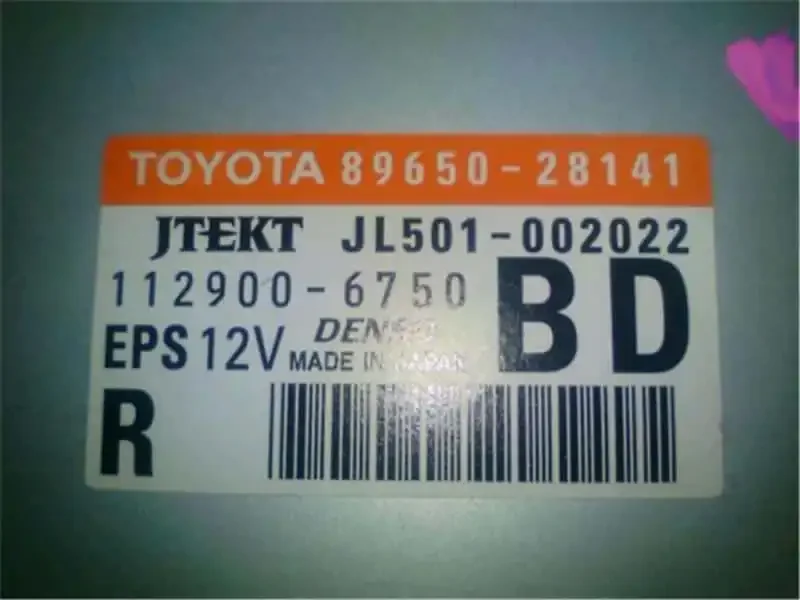 TOYOTA 89650-28141
JTEKT JL501-002022
112900-6750 BD
EPS 12V DENSO
MADE IN JAPAN
R